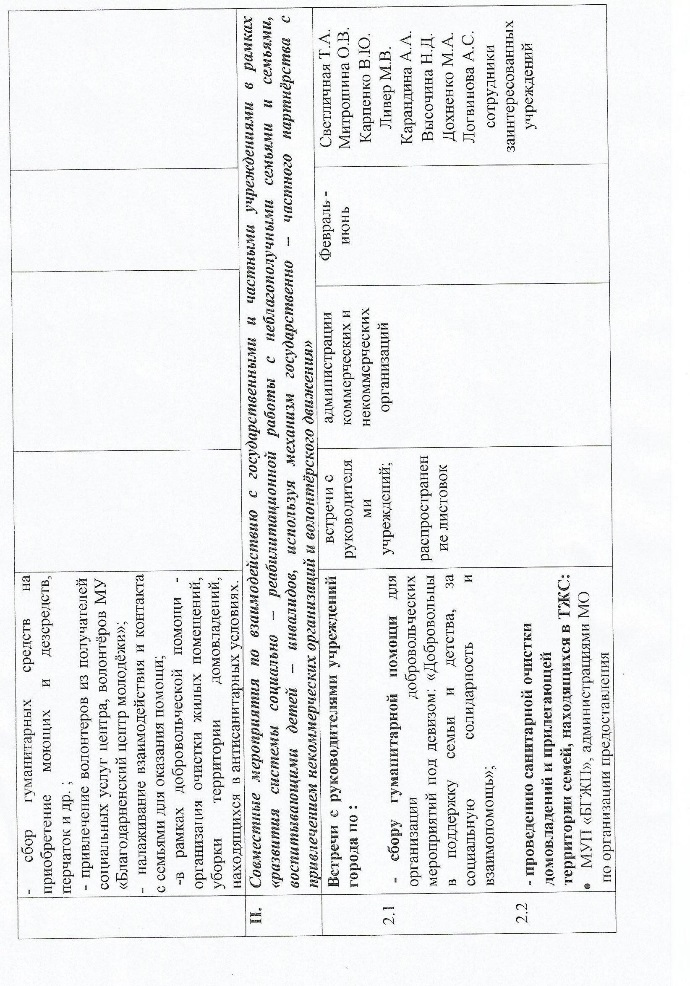 - сбор гуманитарных средств на
приобретение моющих и дезсредств,
перчаток и др. ;
- привлечение волонтеров из получателей
социальных услуг центра, волонтёров МУ
«Благодарненский центр молодёжи»;
- налаживание взаимодействия и контакта
с семьями для оказания помощи;
-в рамках добровольческой помощи -
организация очистки жилых помещений,
уборки территории домовладений,
находящихся в антисанитарных условиях.
II. Совместные мероприятия по взаимодействию с государственными и частными учреждениями в рамках
«развития системы социально – реабилитационной работы с неблагополучными семьями и семьями,
воспитывающими детей – инвалидов, используя механизм государственно – частного партнёрства с
привлечением некоммерческих организаций и волонтёрского движения»
Встречи с руководителями учреждений
города по :
2.1 - сбору гуманитарной помощи для
организации добровольческих
мероприятий под девизом: «Добровольцы
в поддержку семьи и детства, за
социальную солидарность и
взаимопомощь»;
2.2 - проведению санитарной очистки
домовладений и прилегающей
территории семей, находящихся в ТЖС:
• МУП «БГЖП», администрациями МО
по организации предоставления
встречи с
руководителя
ми
учреждений;
распространен
ие листовок
администрации
коммерческих и
некоммерческих
организаций
Февраль -
июнь
Светличная Т.А.
Митрошина О.В.
Карпенко В.Ю.
Ливер М.В.
Карандина А.А.
Высочина Н.Д.
Дохненко М.А.
Логвинова А.С.
сотрудники
заинтересованных
учреждений